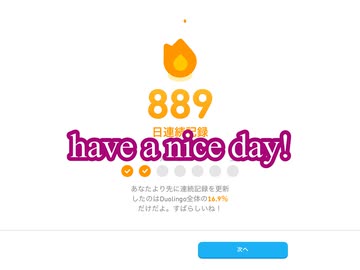 889
日連続記録
have a nice day!
あなたより先に連続記録を更新
したのはDuolingo全体の16.9%
だけだよ。すばらしいね！
次へ